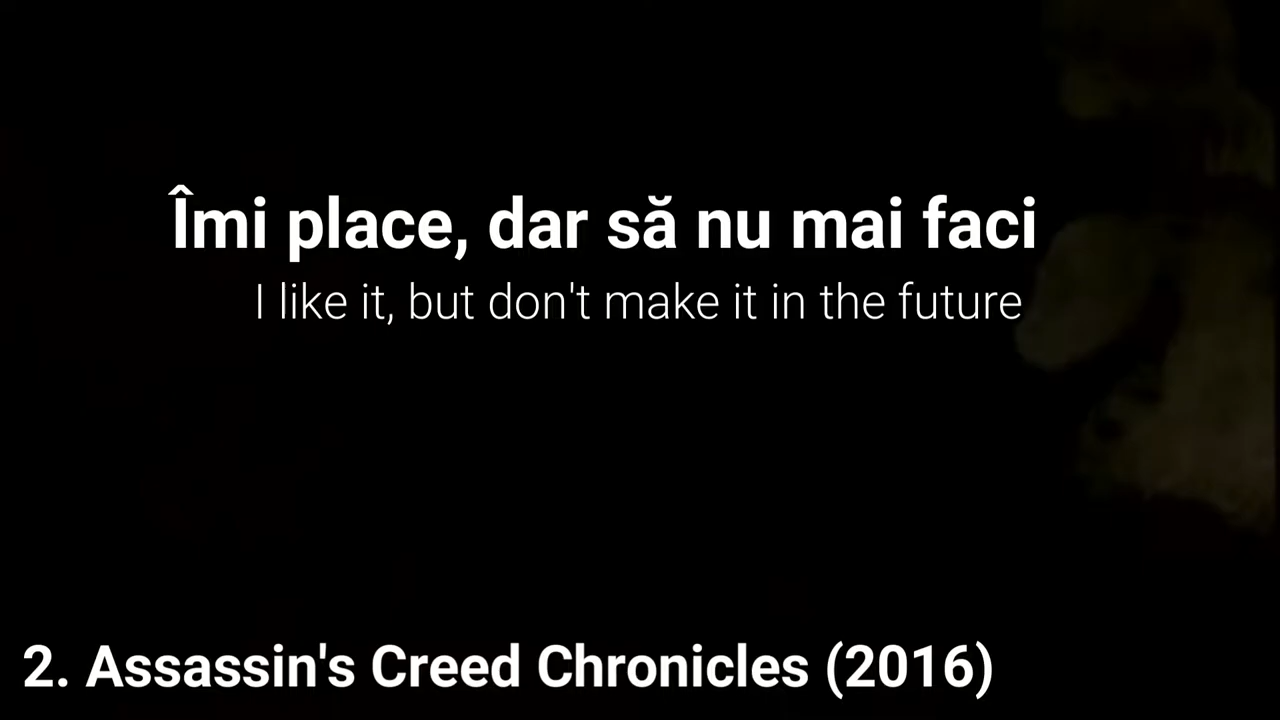 Îmi place, dar să nu mai faci
I like it, but don't make it in the future
2. Assassin's Creed Chronicles (2016)